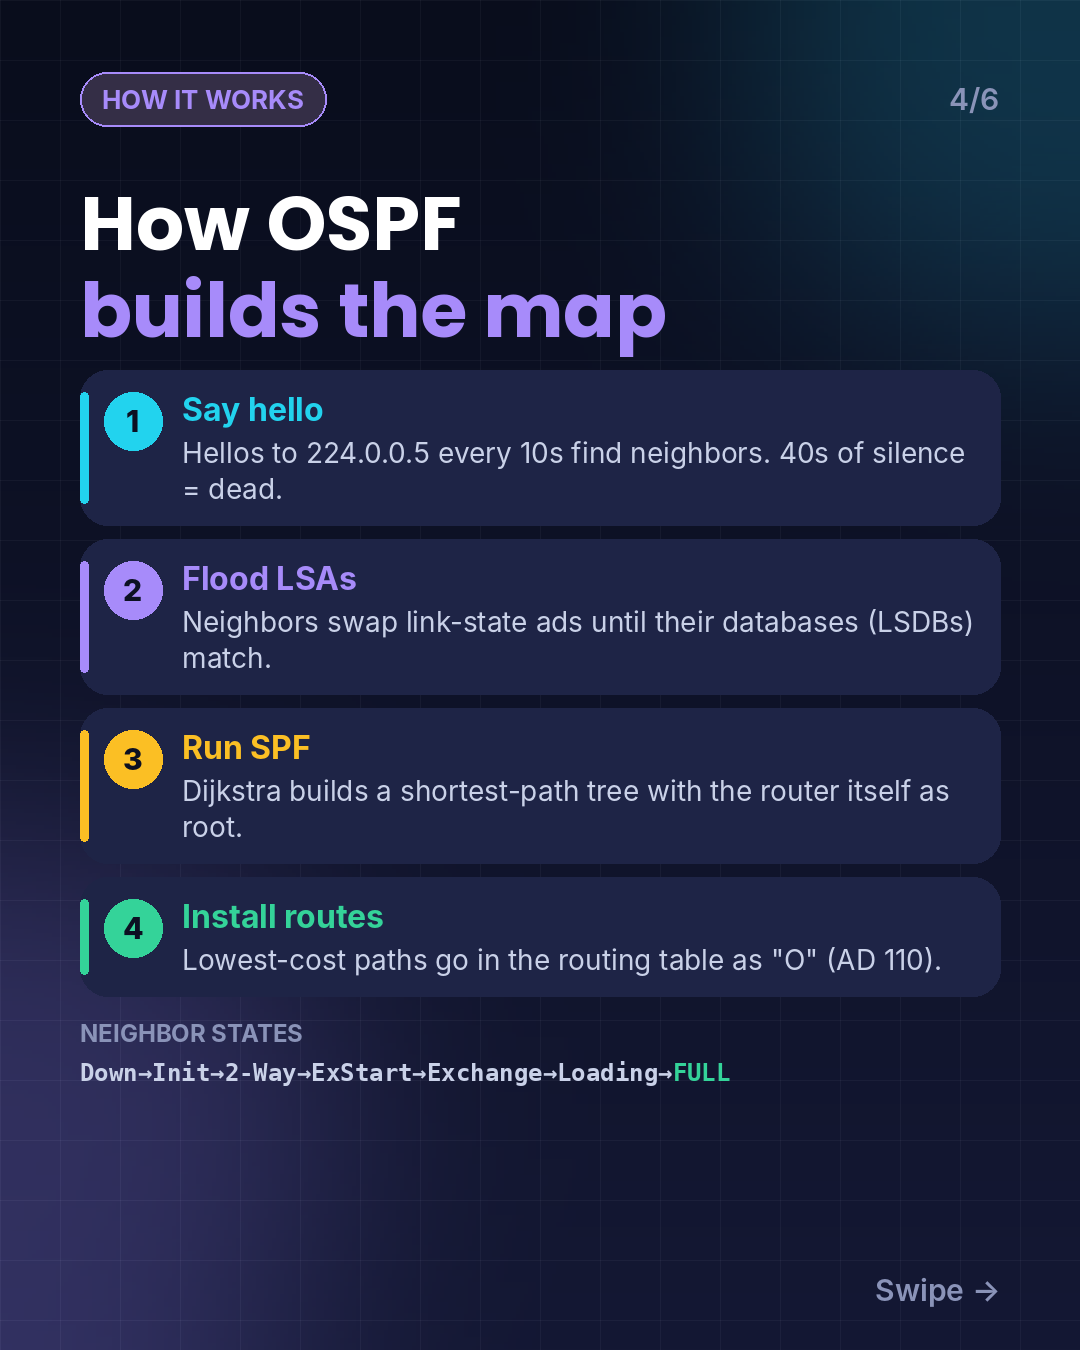 HOW IT WORKS
4/6
How OSPF
builds the map
1
Say hello
Hellos to 224.0.0.5 every 10s find neighbors. 40s of silence
= dead.
2
Flood LSAs
Neighbors swap link-state ads until their databases (LSDBs)
match.
3
Run SPF
Dijkstra builds a shortest-path tree with the router itself as
root.
4
Install routes
Lowest-cost paths go in the routing table as "O" (AD 110).
NEIGHBOR STATES
Down→Init→2-Way→ExStart→Exchange→Loading→FULL
Swipe →